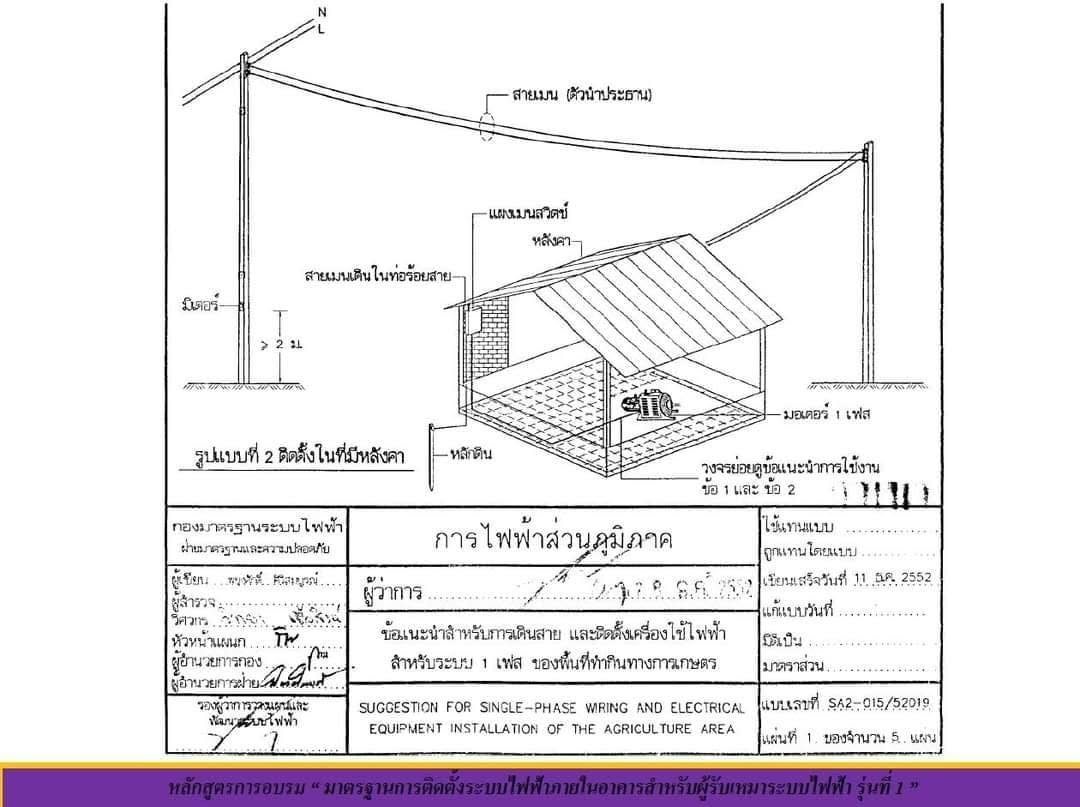 N
L
สายเมน (ตัวนำประธาน)
แผงเมนสวิตช์
หลังคา
สายเมนเดินในท่อร้อยสาย
มิเตอร์
⩾ 2 ม.
มอเตอร์ 1 เฟส
รูปแบบที่ 2 ติดตั้งในที่มีหลังคา
หลักดิน
วงจรย่อยดูข้อแนะนำการใช้งาน
ข้อ 1 และ ข้อ 2
กองมาตรฐานระบบไฟฟ้า
ฝ่ายมาตรฐานและความปลอดภัย
ผู้เขียน
ผู้สำรวจ
วิศวกร
หัวหน้าแผนก
ผู้อำนวยการกอง
ผู้อำนวยการฝ่าย
รองผู้ว่าการวางแผนและ
พัฒนาระบบไฟฟ้า
การไฟฟ้าส่วนภูมิภาค
ผู้ว่าการ 2552
ข้อแนะนำสำหรับการเดินสาย และติดตั้งเครื่องใช้ไฟฟ้า
สำหรับระบบ 1 เฟส ของพื้นที่ทำกินทางการเกษตร
SUGGESTION FOR SINGLE-PHASE WIRING AND ELECTRICAL
EQUIPMENT INSTALLATION OF THE AGRICULTURE AREA
ใช้แทนแบบ
ถูกแทนโดยแบบ
เขียนเสร็จวันที่ 11 ธ.ค. 2552
แก้แบบวันที่
มิติเป็น
มาตราส่วน
แบบเลขที่ SA2-015/52019
แผ่นที่ 1 ของจำนวน 5 แผ่น
หลักสูตรการอบรม “ มาตรฐานการติดตั้งระบบไฟฟ้าภายในอาคารสำหรับผู้รับเหมาระบบไฟฟ้า รุ่นที่ 1 ”